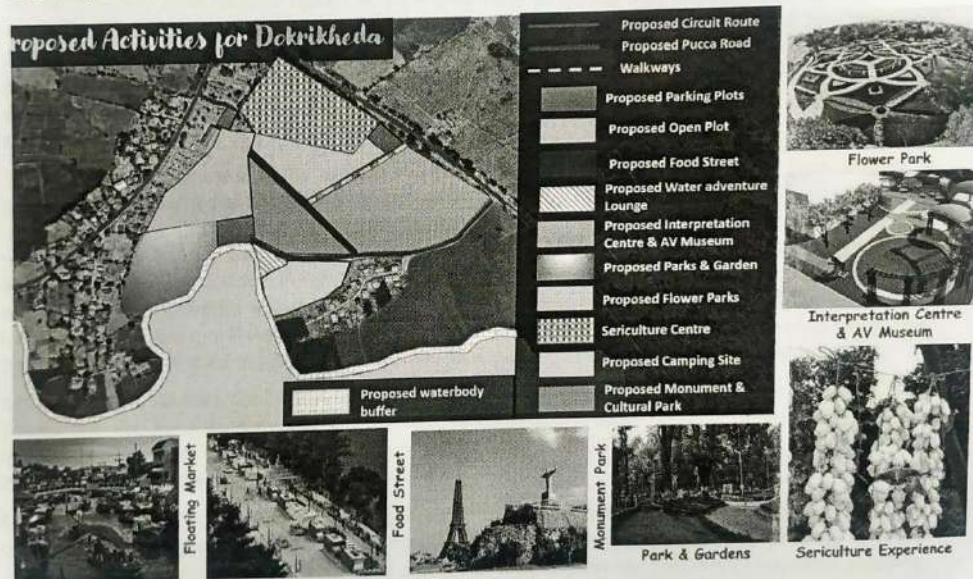 roposed Activities for Dokrikheda
Proposed Circuit Route
Proposed Pucca Road
Walkways
Proposed Parking Plots
Proposed Open Plot
Proposed Food Street
Proposed Water adventure
Lounge
Proposed Interpretation
Centre & AV Museum
Proposed Parks & Garden
Proposed Flower Parks
Sericulture Centre
Proposed Camping Site
Proposed Monument &
Cultural Park
Proposed waterbody
buffer
Flower Park
Interpretation Centre
& AV Museum
Floating Market
Food Street
Monument Park
Park & Gardens
Sericulture Experience